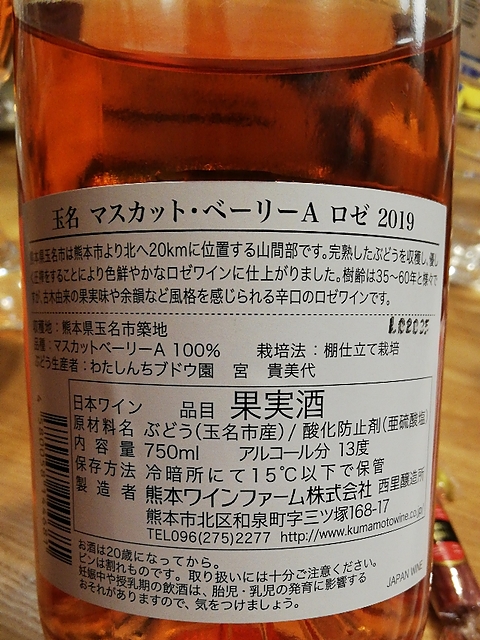 玉名 マスカット・ベーリーA ロゼ 2019
熊本県玉名市は熊本市より北へ20kmに位置する山間部です。完熟したぶどうを収穫し、優し
く圧搾をすることにより色鮮やかなロゼワインに仕上がりました。樹齢は35〜60年と様々で
すが、古木由来の果実味や余韻など風格を感じられる辛口のロゼワインです。
収穫地：熊本県玉名市築地
品種：マスカットベーリーA 100%　栽培法：棚仕立て栽培
ぶどう生産者：わたしんちブドウ園　宮　貴美代
日本ワイン　品目 果実酒
原材料名 ぶどう(玉名市産)/酸化防止剤(亜硫酸塩)
内容量 750ml　アルコール分 13度
保存方法 冷暗所にて15℃以下で保管
製造者 熊本ワインファーム株式会社 西里醸造所
熊本市北区和泉町字三ツ塚168-17
TEL096(275)2277 http://www.kumamotowine.co.jp
お酒は20歳になってから。
ビンは割れものです。取り扱いには十分ご注意ください。
妊娠中や授乳期の飲酒は、胎児・乳児の発育に影響する
おそれがありますので、気をつけましょう。
JAPAN WINE